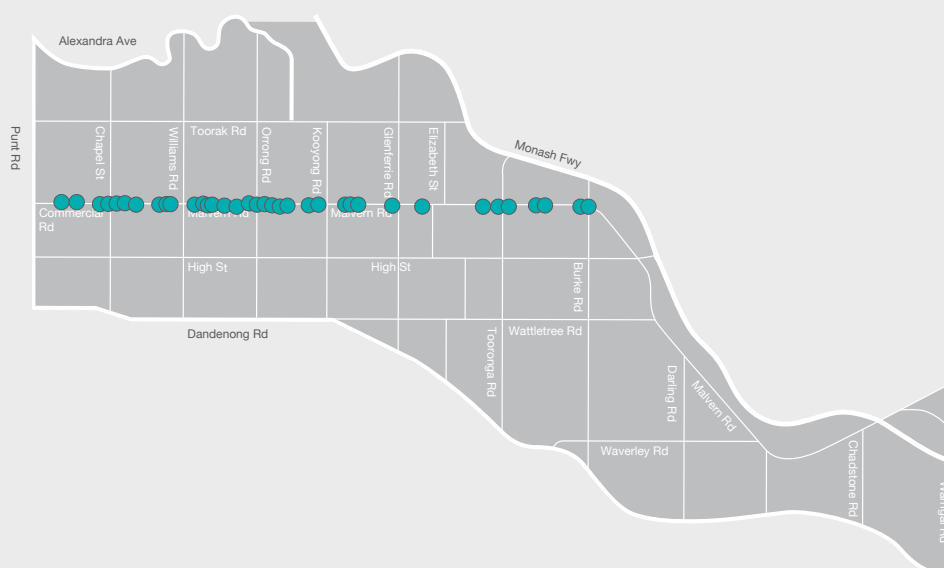 Alexandra Ave
Punt Rd
Chapel St
Williams Rd
Toorak Rd
Orrong Rd
Kooyong Rd
Glenferrie Rd
Elizabeth St
Monash Fwy
Commercial
Rd
Malvern Rd
Malvern Rd
High St
High St
Burke Rd
Dandenong Rd
Tooronga Rd
Wattletree Rd
Darling Rd
Malvern Rd
Waverley Rd
Chadstone Rd